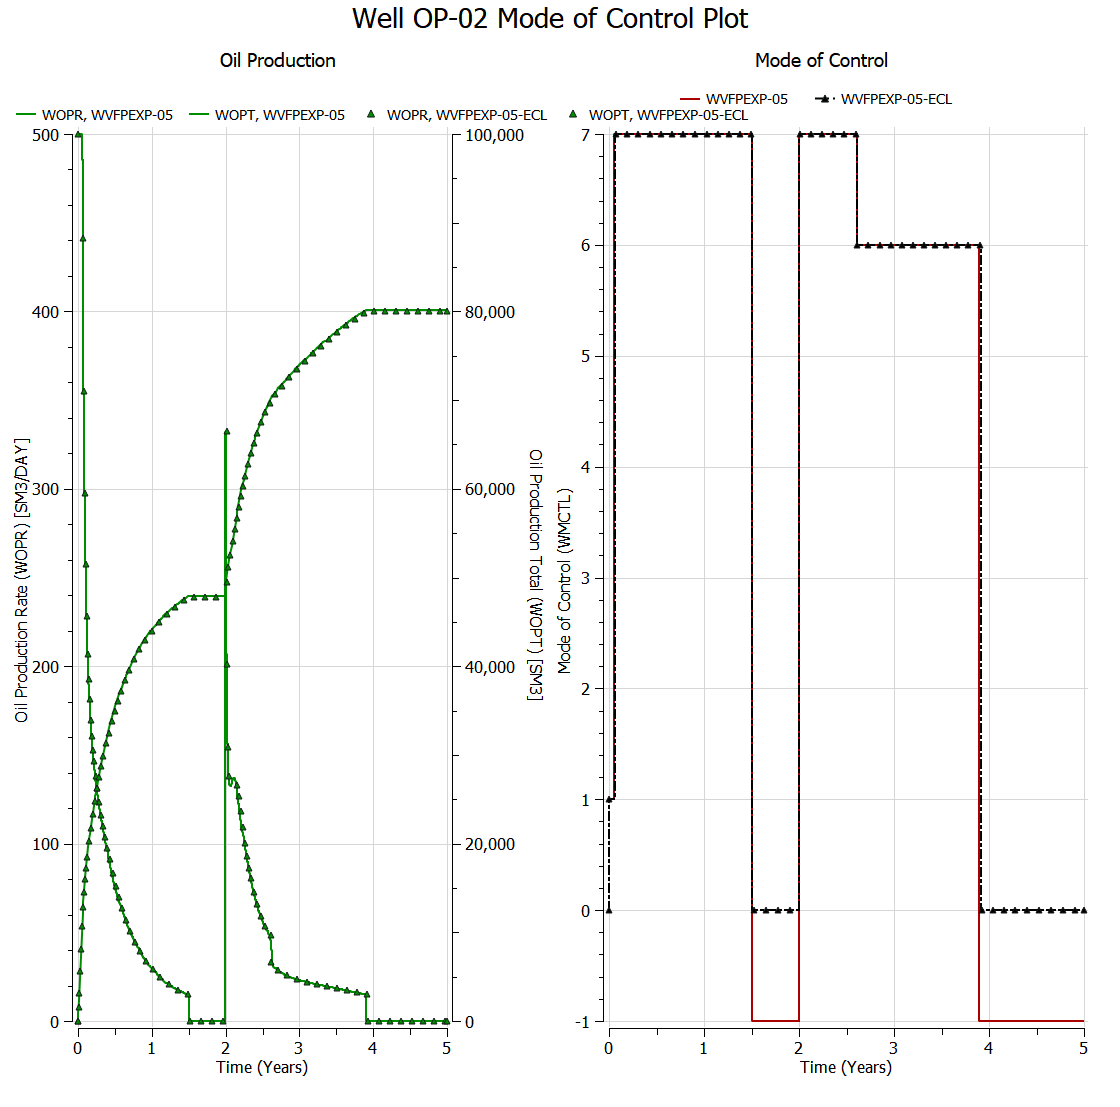 Well OP-02 Mode of Control Plot
Oil Production
WOPR, WVFPEXP-05 WOPT, WVFPEXP-05 WOPR, WVFPEXP-05-ECL WOPT, WVFPEXP-05-ECL
500
400
300
200
100
0
Oil Production Rate (WOPR) [SM3/DAY]
100,000
80,000
60,000
40,000
20,000
0
Oil Production Total (WOPT) [SM3]
0 1 2 3 4 5
Time (Years)
Mode of Control
WVFPEXP-05 WVFPEXP-05-ECL
7
6
5
4
3
2
1
0
-1
Mode of Control (WMCTL)
0 1 2 3 4 5
Time (Years)